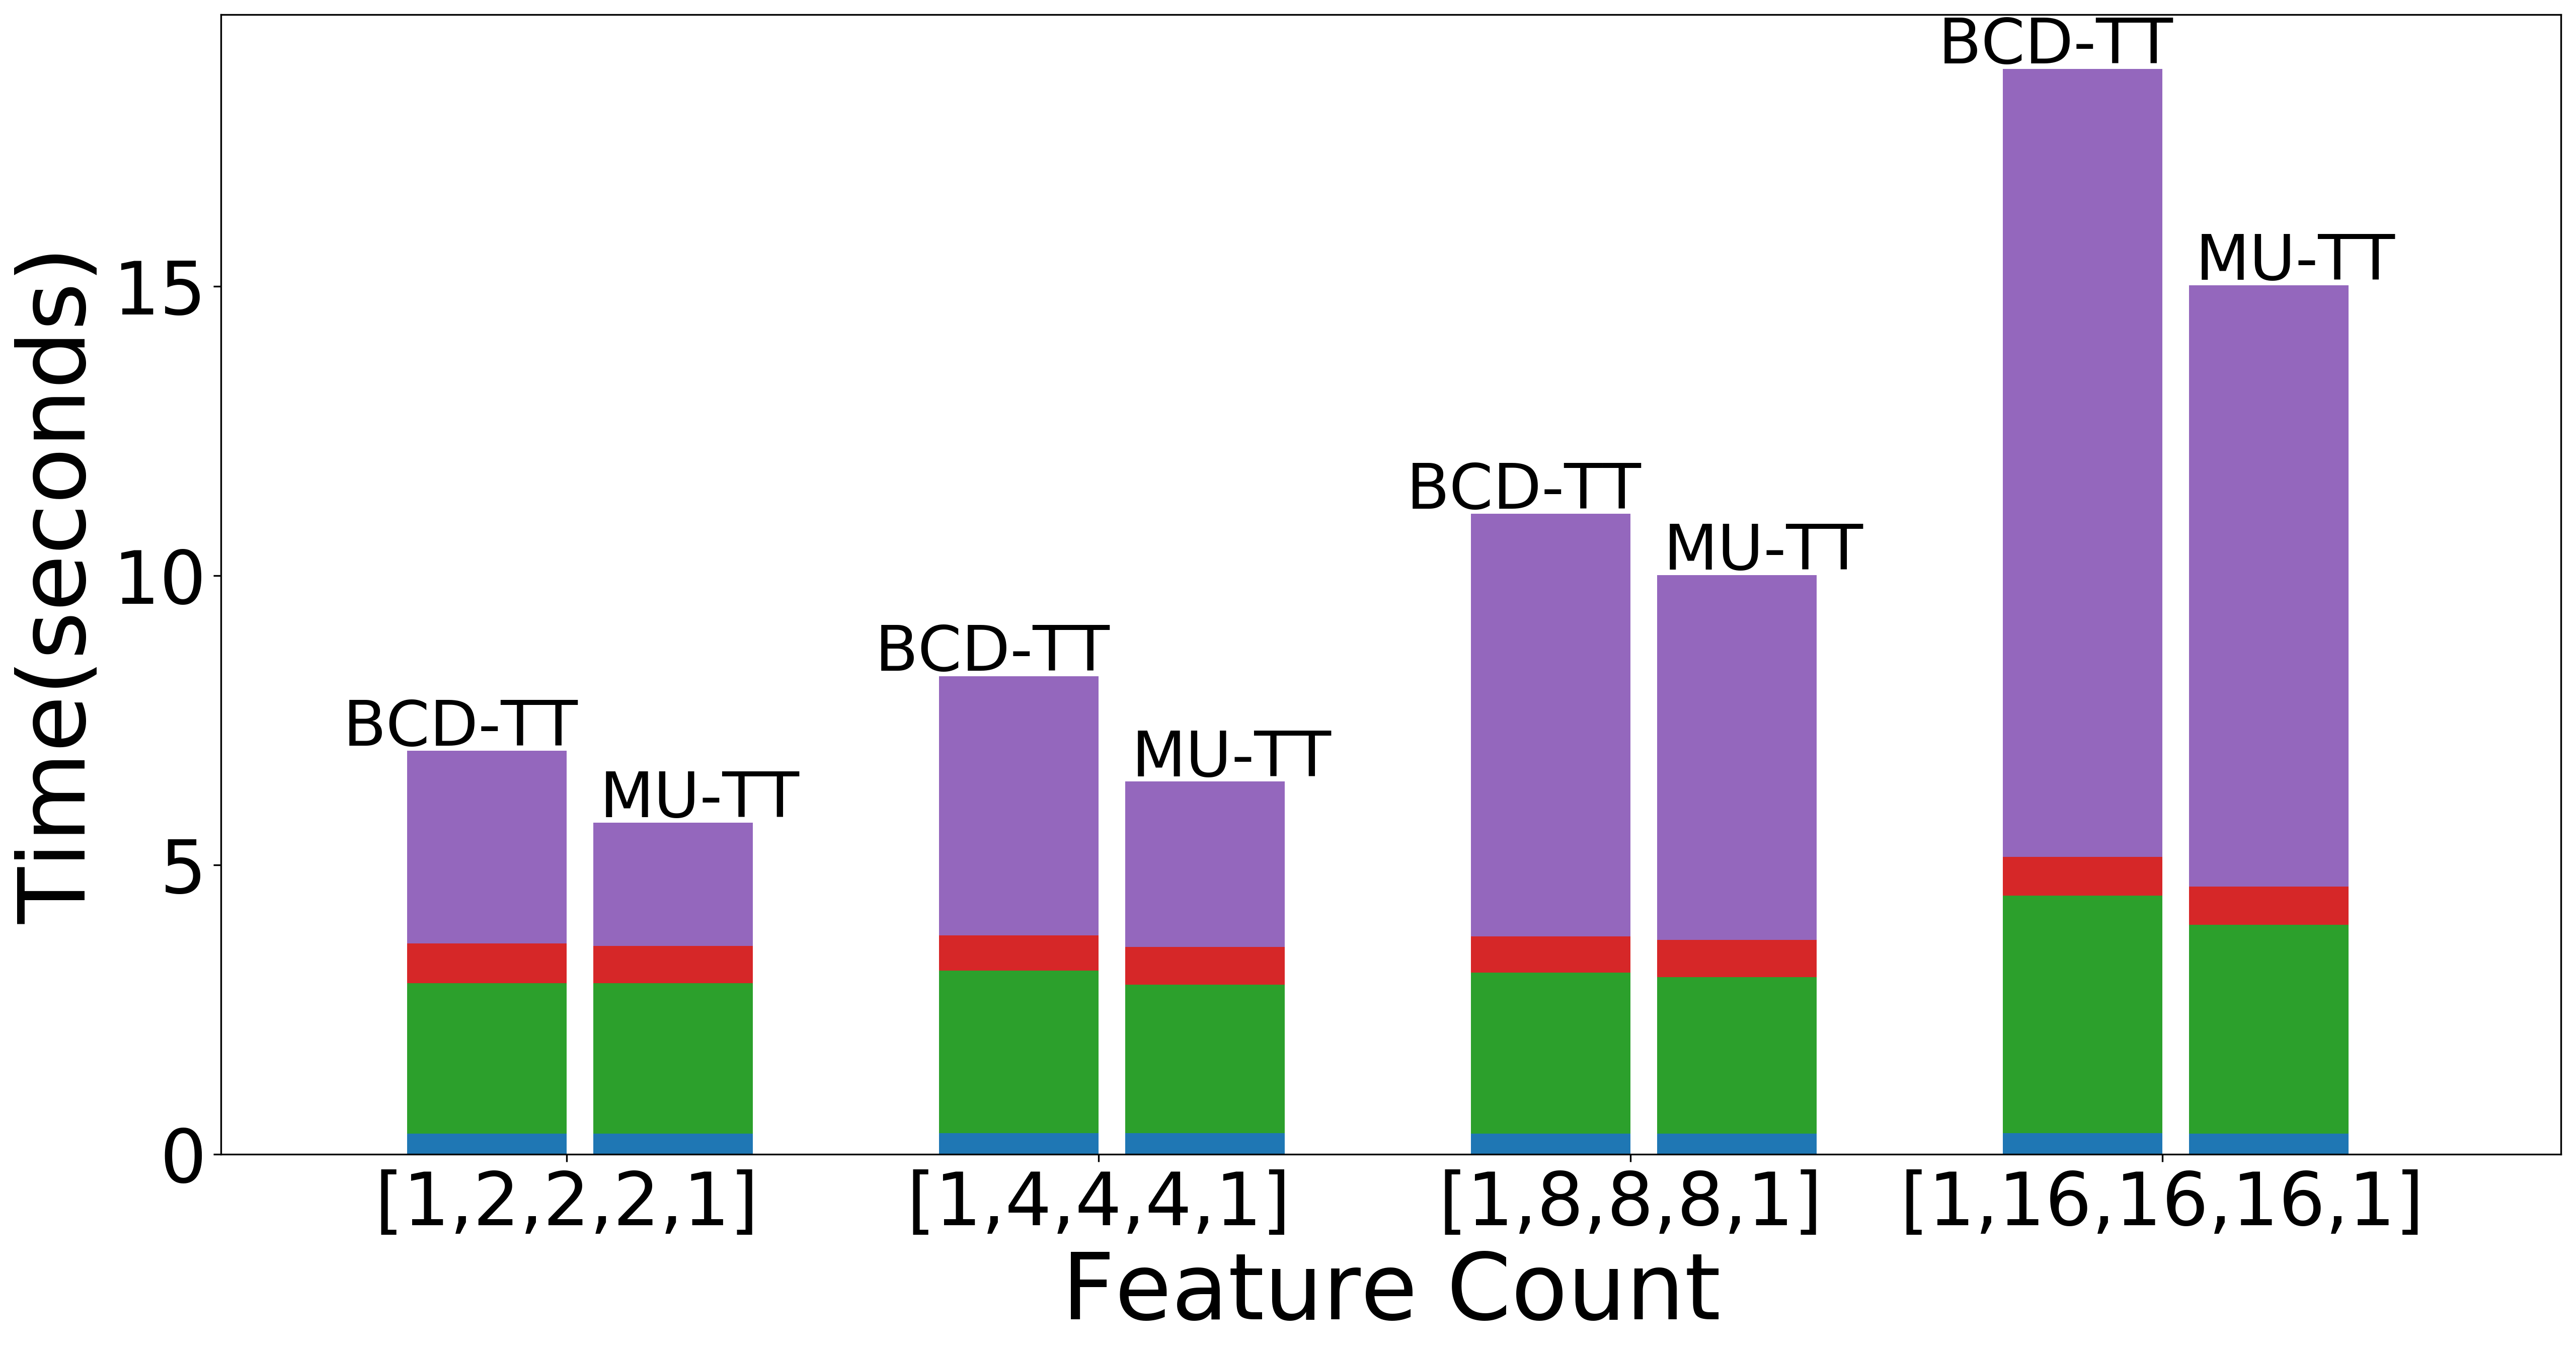 BCD-TT
MU-TT
15
BCD-TT
MU-TT
10
BCD-TT
MU-TT
BCD-TT
MU-TT
5
0
Time(seconds)
[1,2,2,2,1] [1,4,4,4,1] [1,8,8,8,1] [1,16,16,16,1]
Feature Count